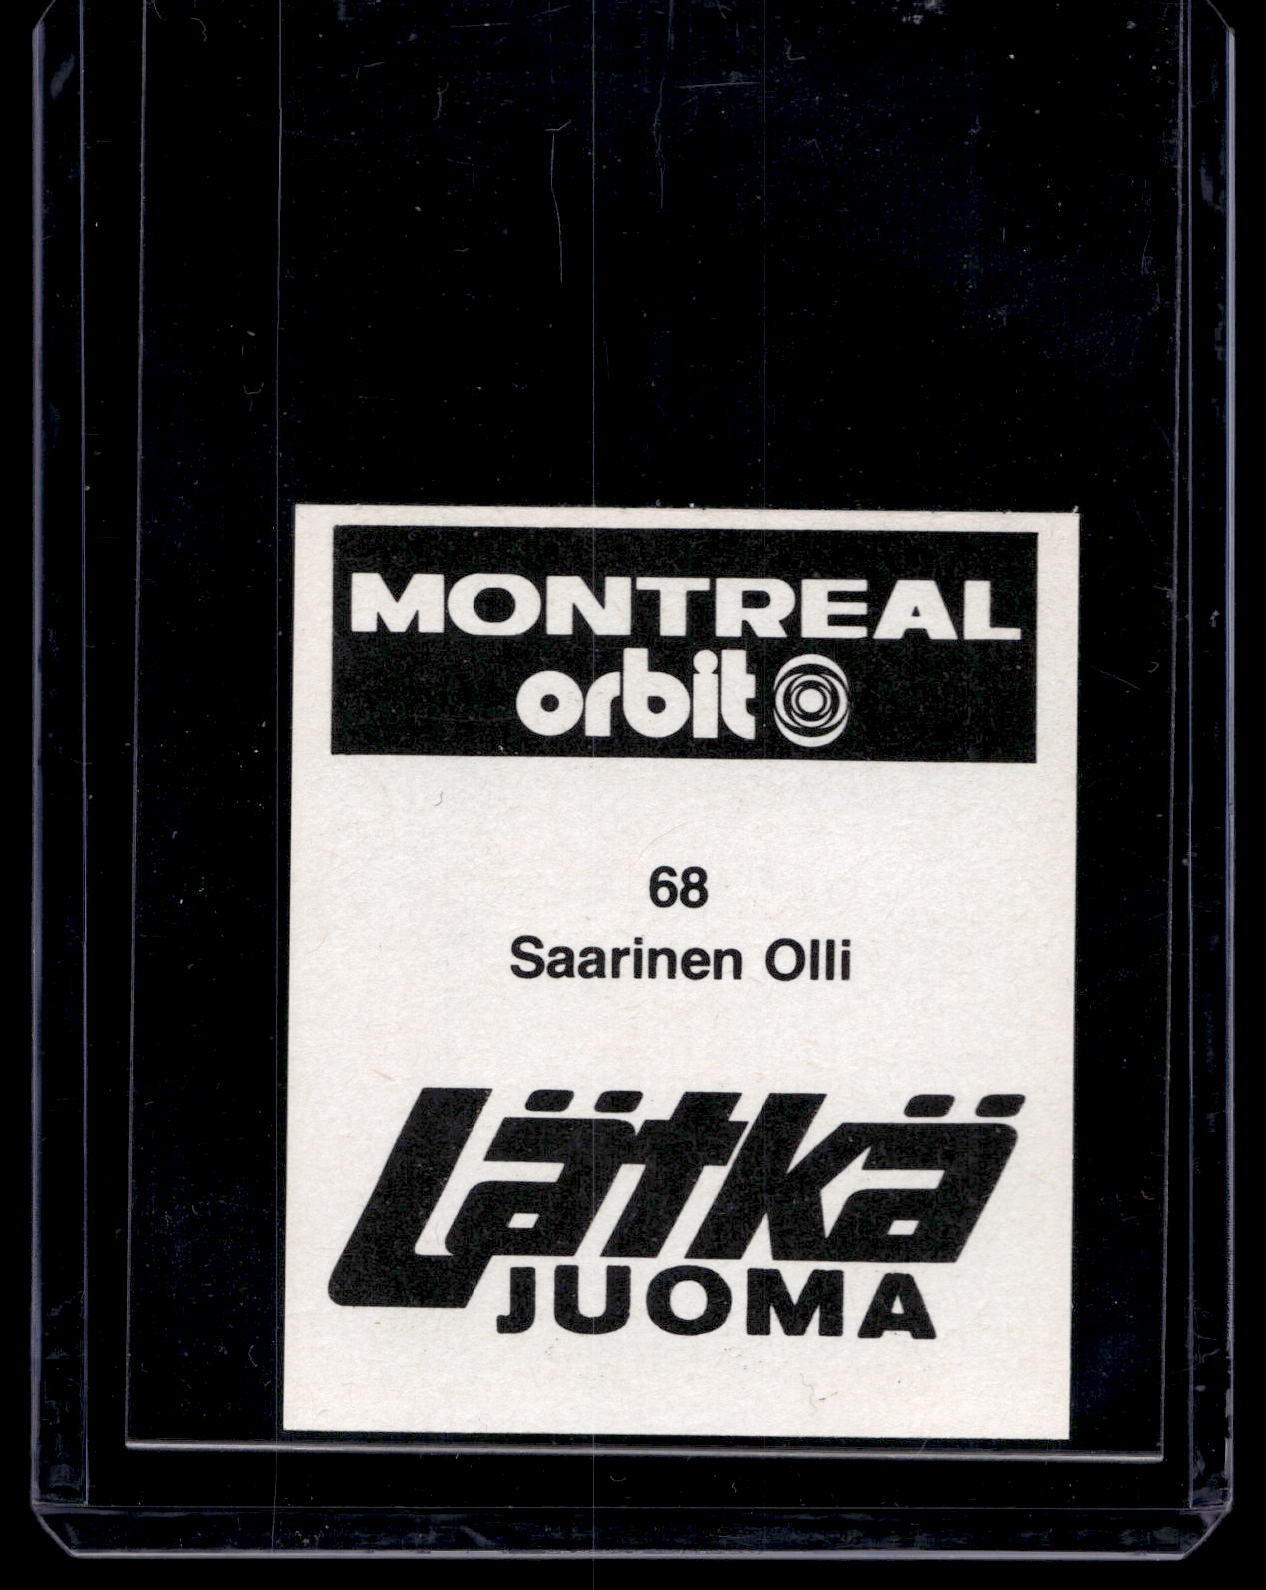 MONTREAL
orbit
68
Saarinen Olli
Lätkä
JUOMA